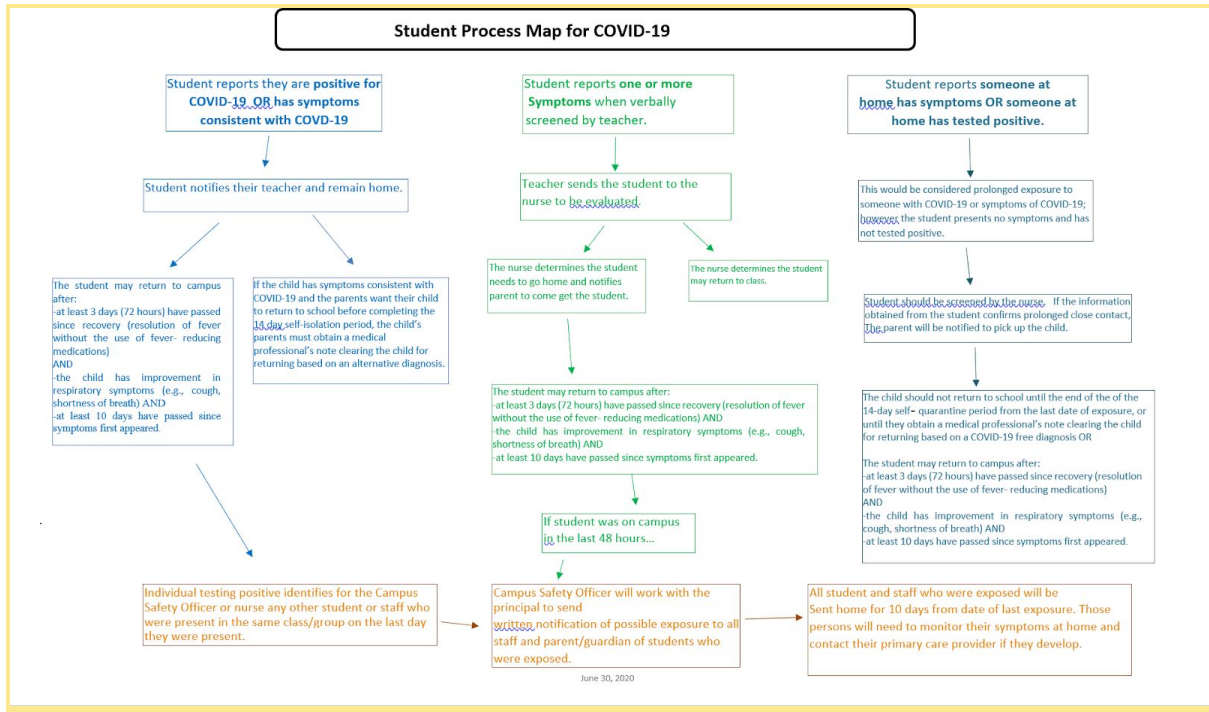 Student Process Map for COVID-19
Student reports they are positive for
COVID-19 OR has symptoms
consistent with COVD-19
Student notifies their teacher and remain home.
The student may return to campus
after:
-at least 3 days (72 hours) have passed
since recovery (resolution of fever
without the use of fever- reducing
medications)
AND
-the child has improvement in
respiratory symptoms (e.g., cough,
shortness of breath) AND
-at least 10 days have passed since
symptoms first appeared.
If the child has symptoms consistent with
COVID-19 and the parents want their child
to return to school before completing the
14 day self-isolation period, the child's
parents must obtain a medical
professional's note clearing the child for
returning based on an alternative diagnosis.
Student reports one or more
Symptoms when verbally
screened by teacher.
Teacher sends the student to the
nurse to be evaluated.
The nurse determines the student
needs to go home and notifies
parent to come get the student.
The nurse determines the student
may return to class.
The student may return to campus after:
-at least 3 days (72 hours) have passed since recovery (resolution of fever
without the use of fever- reducing medications) AND
-the child has improvement in respiratory symptoms (e.g., cough,
shortness of breath) AND
-at least 10 days have passed since symptoms first appeared.
If student was on campus
in the last 48 hours...
Student reports someone at
home has symptoms OR someone at
home has tested positive.
This would be considered prolonged exposure to
someone with COVID-19 or symptoms of COVID-19;
however the student presents no symptoms and has
not tested positive.
Student should be screened by the nurse. If the information
obtained from the student confirms prolonged close contact,
The parent will be notified to pick up the child.
The child should not return to school until the end of the of the
14-day self- quarantine period from the last date of exposure, or
until they obtain a medical professional's note clearing the child
for returning based on a COVID-19 free diagnosis OR
The student may return to campus after:
-at least 3 days (72 hours) have passed since recovery (resolution
of fever without the use of fever- reducing medications)
AND
-the child has improvement in respiratory symptoms (e.g.,
cough, shortness of breath) AND
-at least 10 days have passed since symptoms first appeared.
Individual testing positive identifies for the Campus
Safety Officer or nurse any other student or staff who
were present in the same class/group on the last day
they were present.
Campus Safety Officer will work with the
principal to send
written notification of possible exposure to all
staff and parent/guardian of students who
were exposed.
All student and staff who were exposed will be
Sent home for 10 days from date of last exposure. Those
persons will need to monitor their symptoms at home and
contact their primary care provider if they develop.
June 30, 2020